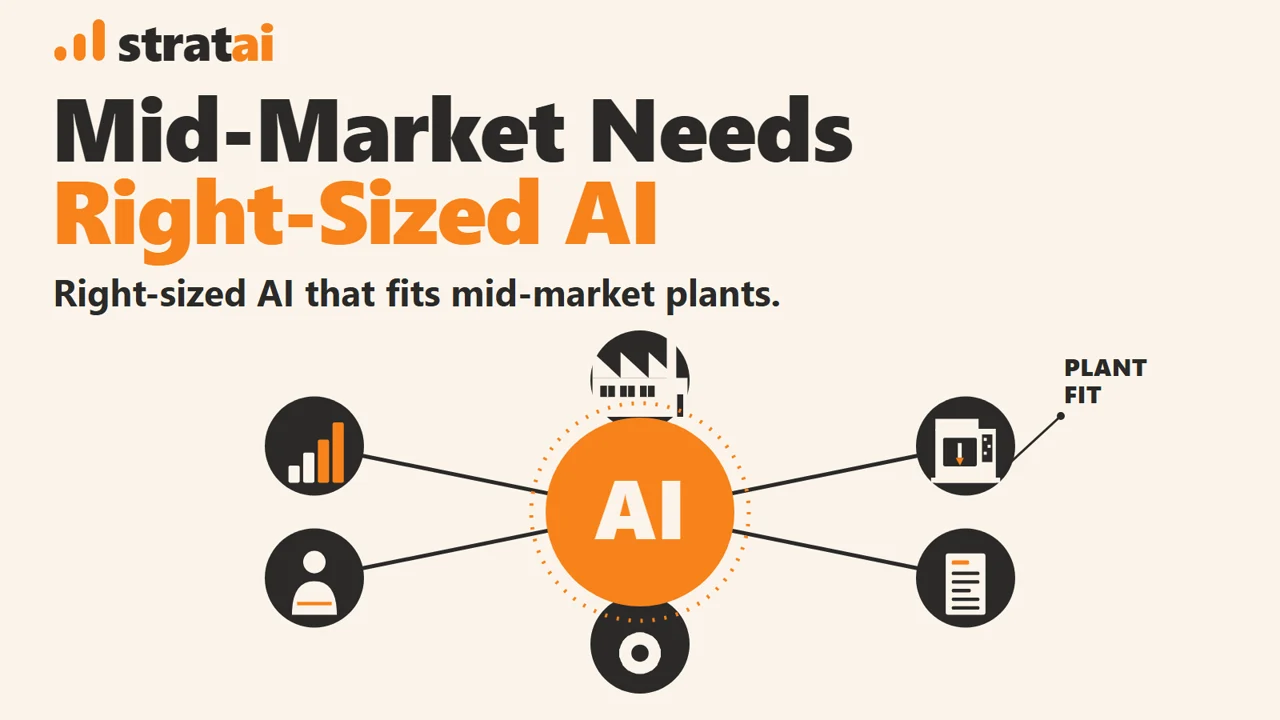 stratai
Mid-Market Needs
Right-Sized AI
Right-sized AI that fits mid-market plants.
PLANT
FIT
AI